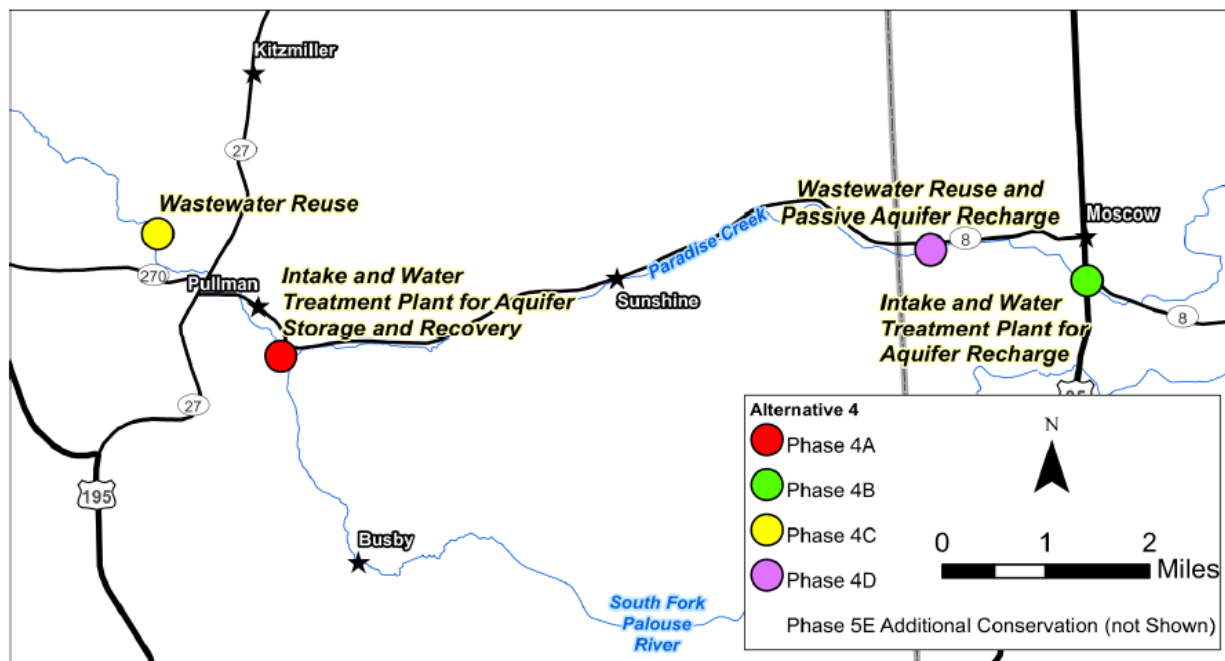 Kitzmiller
27
Wastewater Reuse
270
Pullman
Intake and Water
Treatment Plant for Aquifer
Storage and Recovery
Paradise Creek
Sunshine
Wastewater Reuse and
Passive Aquifer Recharge
Moscow
8
Intake and Water
Treatment Plant for
Aquifer Recharge
8
27
195
Busby
South Fork
Palouse
River
Alternative 4
Phase 4A
Phase 4B
Phase 4C
Phase 4D
N
0 1 2
Miles
Phase 5E Additional Conservation (not Shown)